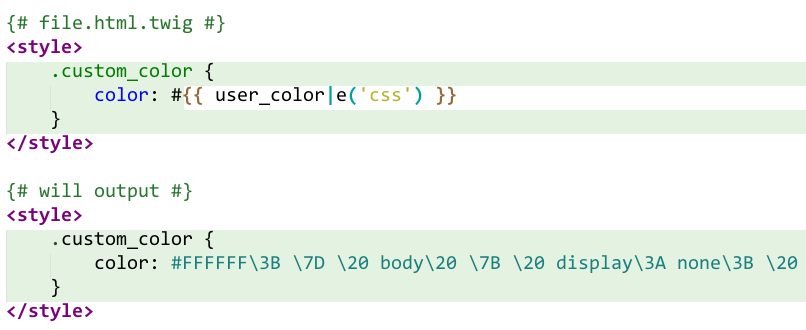 {# file.html.twig #}
<style>
    .custom_color {
        color: #{{ user_color|e('css') }}
    }
</style>

{# will output #}
<style>
    .custom_color {
        color: #FFFFFF\3B \7D \20 body\20 \7B \20 display\3A none\3B \20
    }
</style>